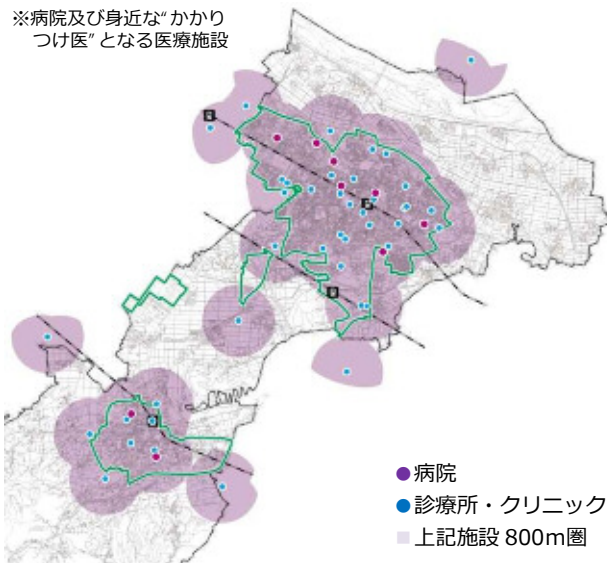 ※病院及び身近な“かかり
つけ医”となる医療施設
病院
診療所・クリニック
上記施設 800m圏